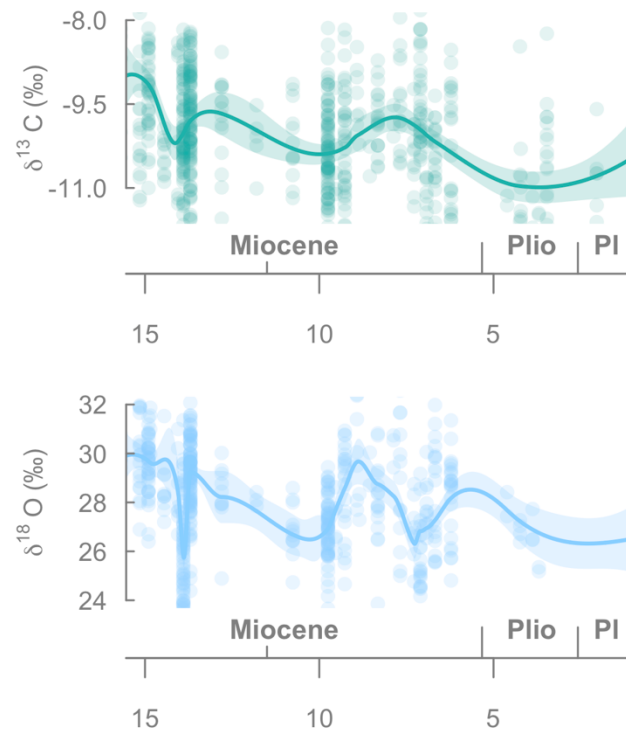 -8.0
-9.5
-11.0
δ13 C (‰)
Miocene Plio Pl
15 10 5
32
30
28
26
24
δ18 O (‰)
Miocene Plio Pl
15 10 5